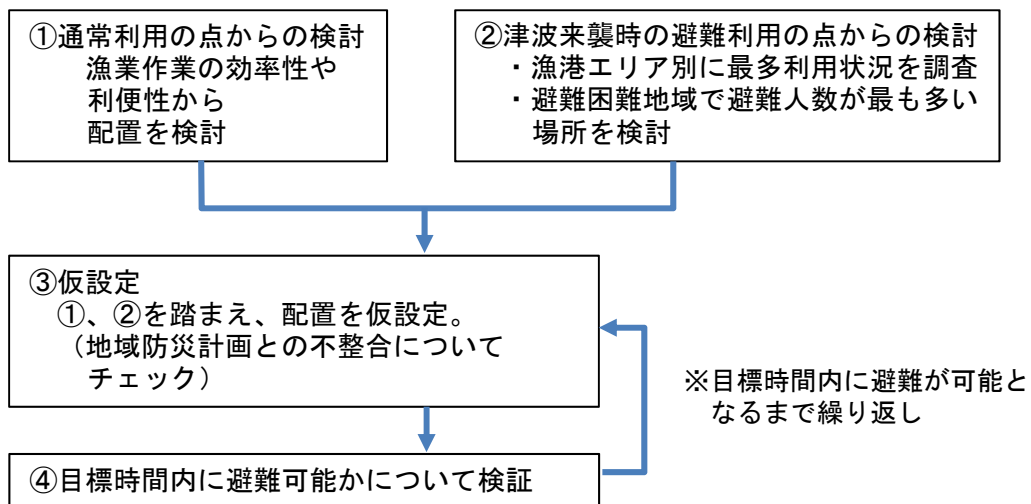 ①通常利用の点からの検討
漁業作業の効率性や
利便性から
配置を検討
②津波来襲時の避難利用の点からの検討
・漁港エリア別に最多利用状況を調査
・避難困難地域で避難人数が最も多い
場所を検討
③仮設定
①、②を踏まえ、配置を仮設定。
（地域防災計画との不整合について
チェック）
※目標時間内に避難が可能と
なるまで繰り返し
④目標時間内に避難可能かについて検証